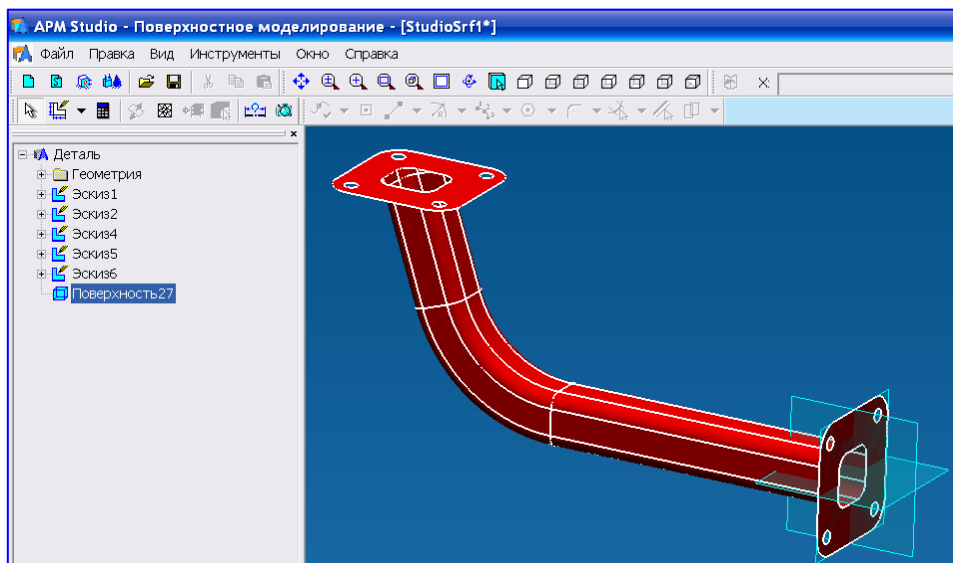 APM Studio - Поверхностное моделирование - [StudioSrf1*]
Файл Правка Вид Инструменты Окно Справка
X:
Деталь
Геометрия
Эскиз1
Эскиз2
Эскиз4
Эскиз5
Эскиз6
Поверхность27